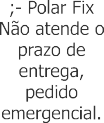 ;- Polar Fix
Não atende o
prazo de
entrega,
pedido
emergencial.